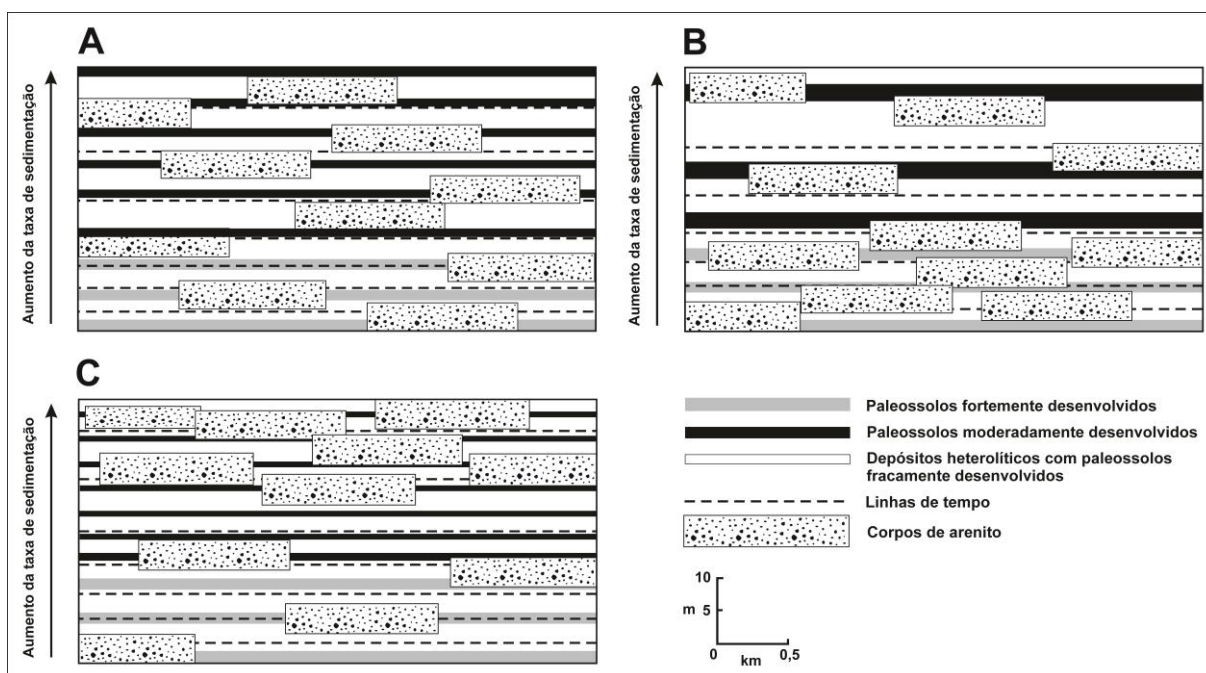 A
Aumento da taxa de sedimentação
B
Aumento da taxa de sedimentação
C
Aumento da taxa de sedimentação
Paleossolos fortemente desenvolvidos
Paleossolos moderadamente desenvolvidos
Depósitos heterolíticos com paleossolos
fracamente desenvolvidos
Linhas de tempo
Corpos de arenito
10
m 5
0 0,5
km